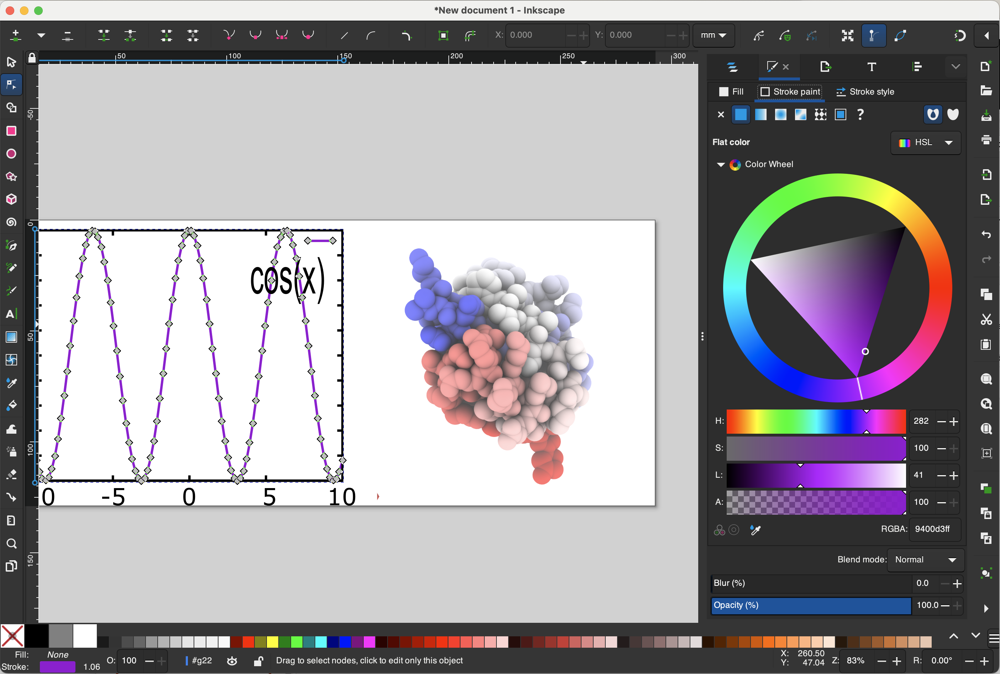 *New document 1 - Inkscape
X: 0.000 Y: 0.000 mm
50 100 150 200 250 300
Fill Stroke paint Stroke style
?
Flat color HSL
Color Wheel
-50
0
50
100
150
cos(x)
0 -5 0 5 10
H: 282
S: 100
L: 41
A: 100
RGBA: 9400d3ff
Blend mode: Normal
Blur (%) 0.0
Opacity (%) 100.0
Fill: None
Stroke: 1.06
O: 100
#g22
Drag to select nodes, click to edit only this object
X: 260.50
Y: 47.04
Z: 83%
R: 0.00°